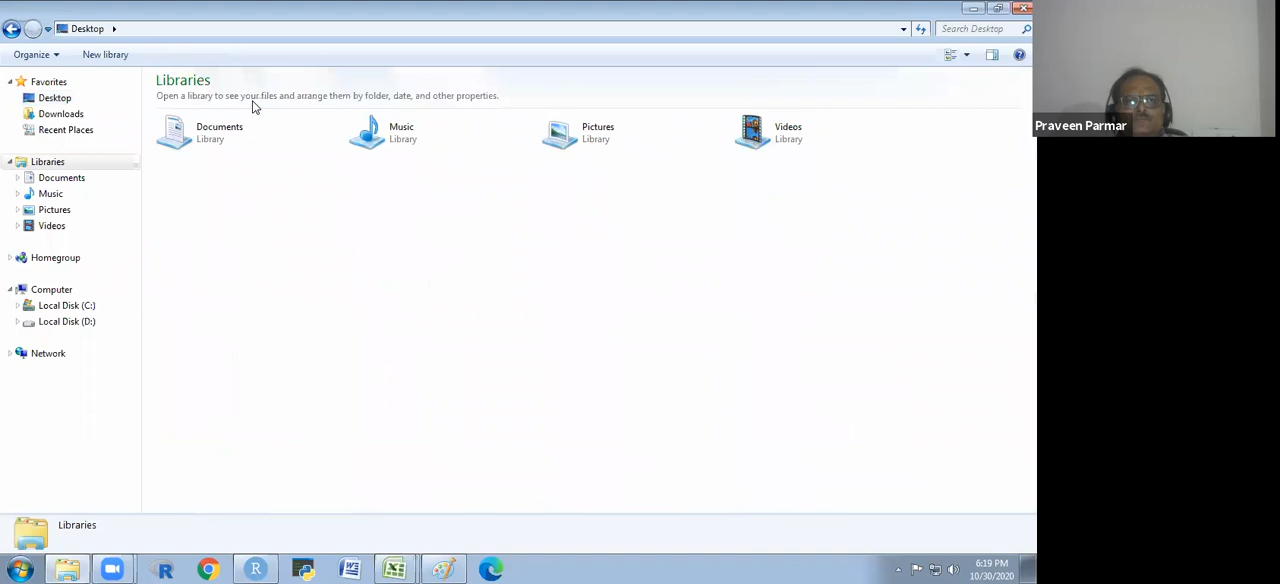 Desktop
Search Desktop
Organize
New library
Favorites
Desktop
Downloads
Recent Places
Libraries
Documents
Music
Pictures
Videos
Homegroup
Computer
Local Disk (C:)
Local Disk (D:)
Network
Libraries
Open a library to see your files and arrange them by folder, date, and other properties.
Documents
Library
Music
Library
Pictures
Library
Videos
Library
Libraries
Praveen Parmar
6:19 PM
10/30/2020